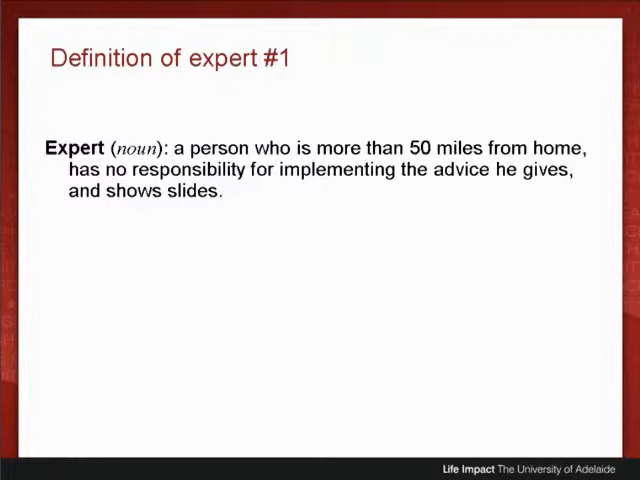 Definition of expert #1
Expert (noun): a person who is more than 50 miles from home,
has no responsibility for implementing the advice he gives,
and shows slides.
Life Impact The University of Adelaide